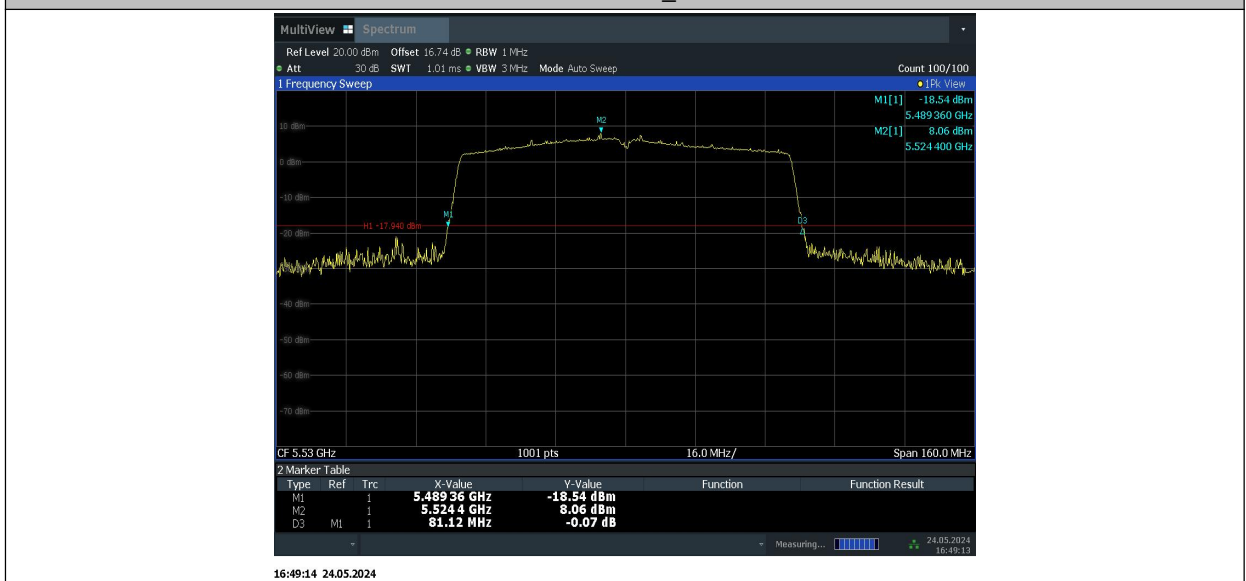 MultiView Spectrum
Ref Level 20.00 dBm Offset 16.74 dB RBW 1 MHz
Att 30 dB SWT 1.01 ms VBW 3 MHz Mode Auto Sweep Count 100/100
1 Frequency Sweep 1Pk View
M1[1] -18.54 dBm
5.489360 GHz
M2[1] 8.06 dBm
5.524400 GHz
M2
10 dBm
0 dBm
-10 dBm
M1
D3
H1 -17.940 dBm
-20 dBm
-40 dBm
-50 dBm
-60 dBm
-70 dBm
CF 5.53 GHz 1001 pts 16.0 MHz/ Span 160.0 MHz
2 Marker Table
Type Ref Trc X-Value Y-Value Function Function Result
M1 1 5.489 36 GHz -18.54 dBm
M2 1 5.524 4 GHz 8.06 dBm
D3 M1 1 81.12 MHz -0.07 dB
Measuring... 24.05.2024
16:49:13
16:49:14 24.05.2024